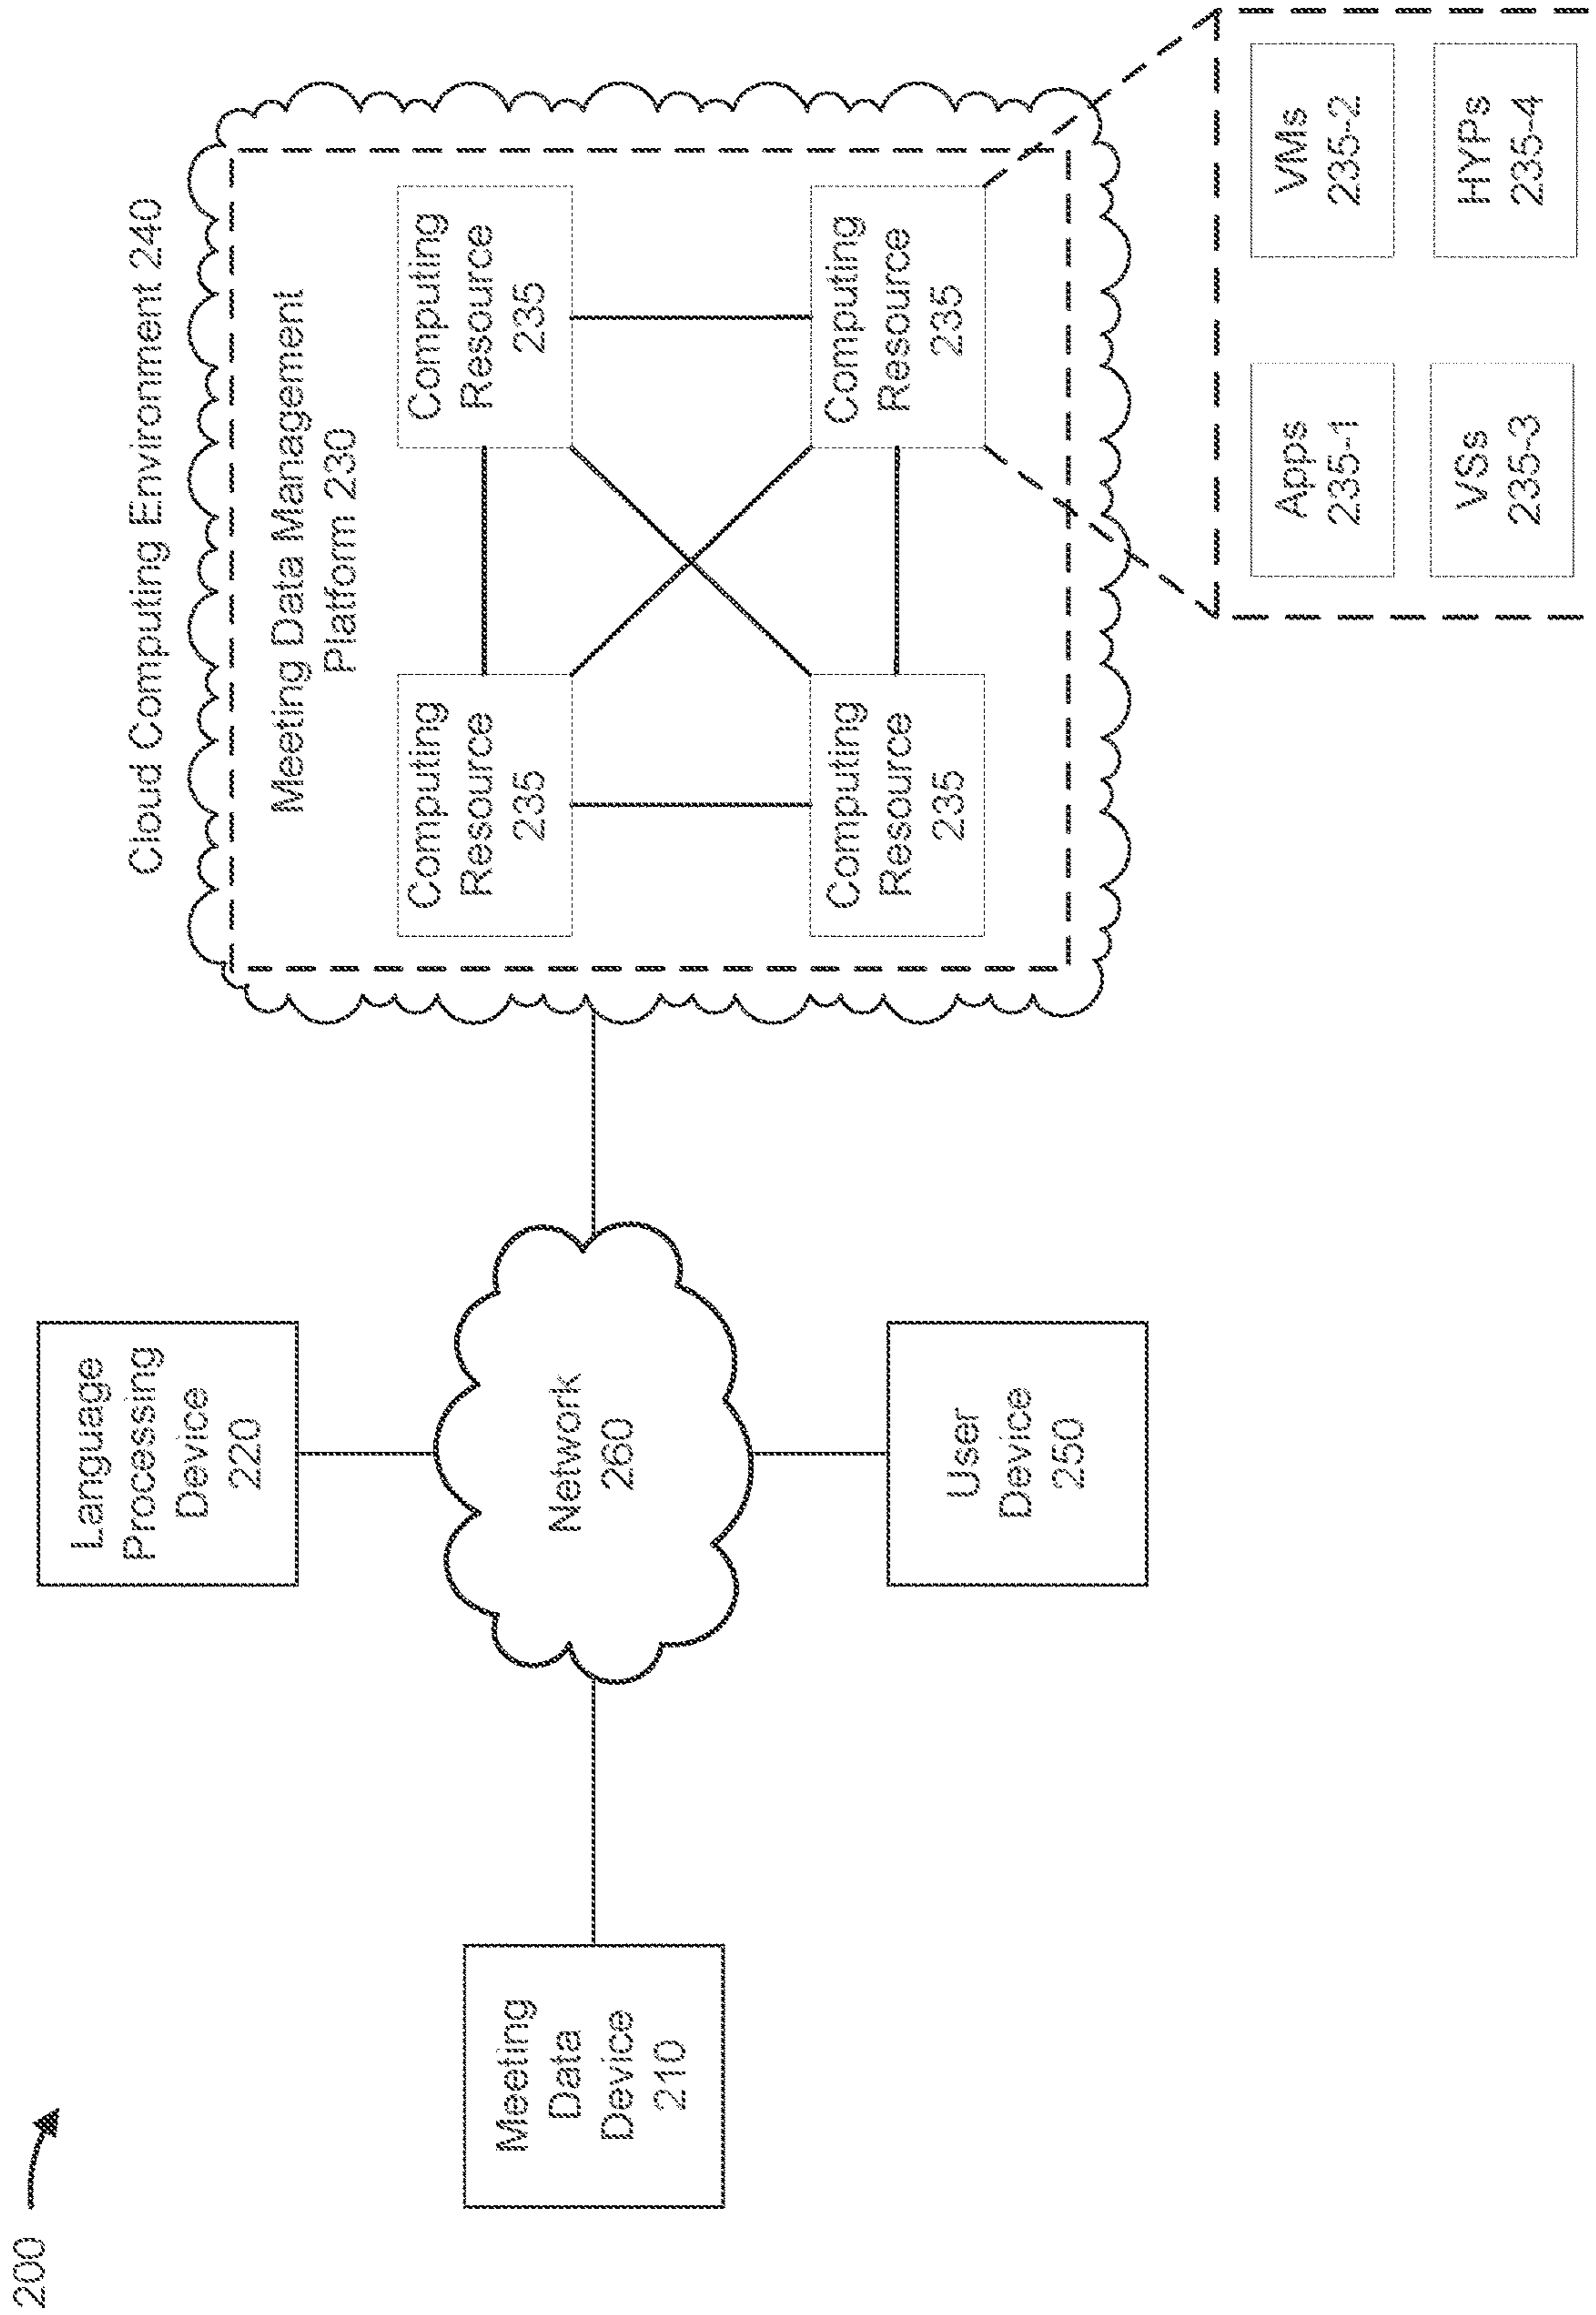 200
Meeting
Data
Device
210
Language
Processing
Device
220
Network
260
User
Device
250
Cloud Computing Environment 240
Meeting Data Management
Platform 230
Computing
Resource
235
Computing
Resource
235
Computing
Resource
235
Computing
Resource
235
Apps
235-1
VMs
235-2
VSs
235-3
HYPs
235-4